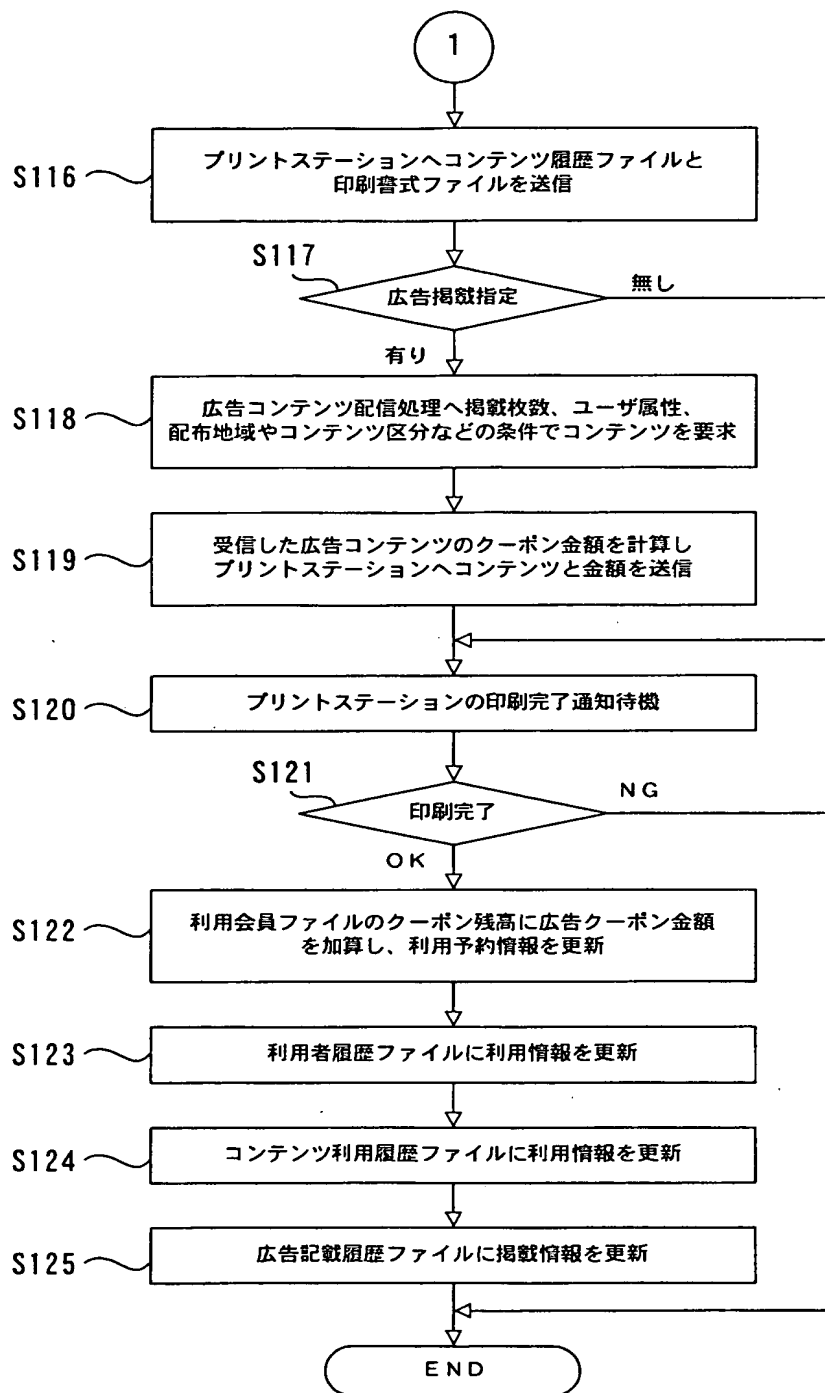 1
S116
プリントステーションへコンテンツ履歴ファイルと
印刷書式ファイルを送信
S117
広告掲載指定
無し
有り
S118
広告コンテンツ配信処理へ掲載枚数、ユーザ属性、
配布地域やコンテンツ区分などの条件でコンテンツを要求
S119
受信した広告コンテンツのクーポン金額を計算し
プリントステーションへコンテンツと金額を送信
S120
プリントステーションの印刷完了通知待機
S121
印刷完了
NG
OK
S122
利用会員ファイルのクーポン残高に広告クーポン金額
を加算し、利用予約情報を更新
S123
利用者履歴ファイルに利用情報を更新
S124
コンテンツ利用履歴ファイルに利用情報を更新
S125
広告記載履歴ファイルに掲載情報を更新
END